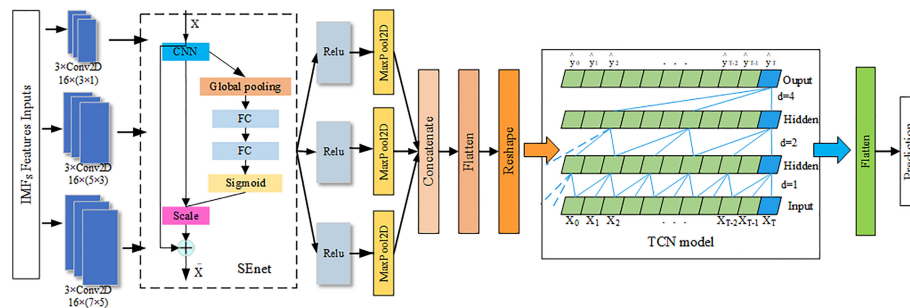 IMFs Features Inputs
3×Conv2D
16×(3×1)
3×Conv2D
16×(5×3)
3×Conv2D
16×(7×5)
X
CNN
Global pooling
FC
FC
Sigmoid
Scale
X̄
SEnet
Relu
Relu
Relu
MaxPool2D
MaxPool2D
MaxPool2D
Concatenate
Flatten
Reshape
ŷ0 ŷ1 ŷ2 ŷT-2 ŷT-1 ŷT
Ouput
d=4
Hidden
d=2
Hidden
d=1
Input
X0 X1 X2 . . . XT-2 XT-1 XT
TCN model
Flatten
Prediction